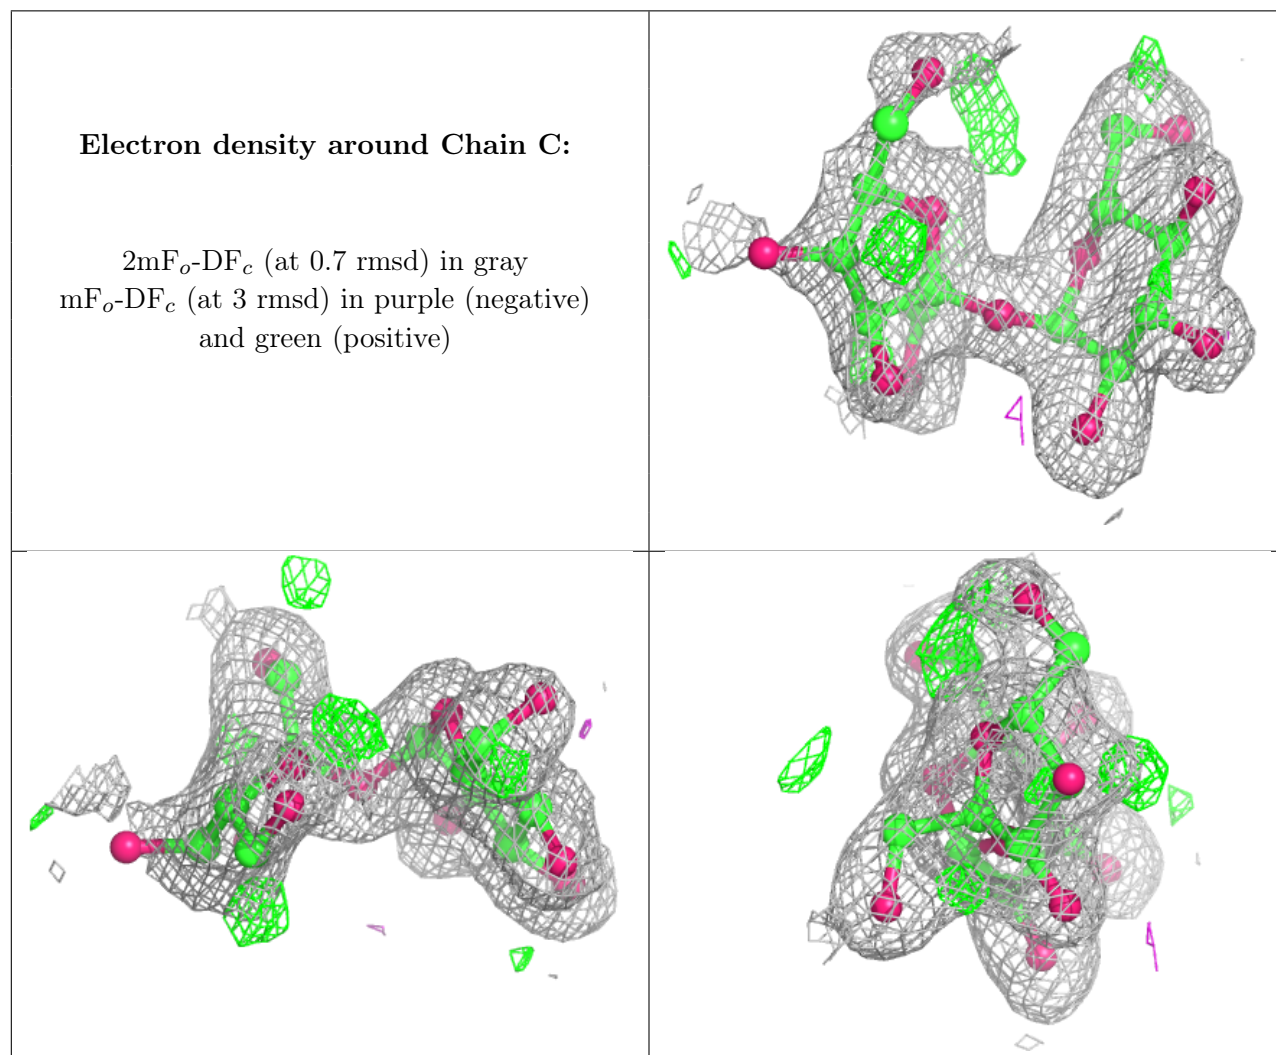 Electron density around Chain C:
2mF𝑜-DF𝑐 (at 0.7 rmsd) in gray
mF𝑜-DF𝑐 (at 3 rmsd) in purple (negative)
and green (positive)